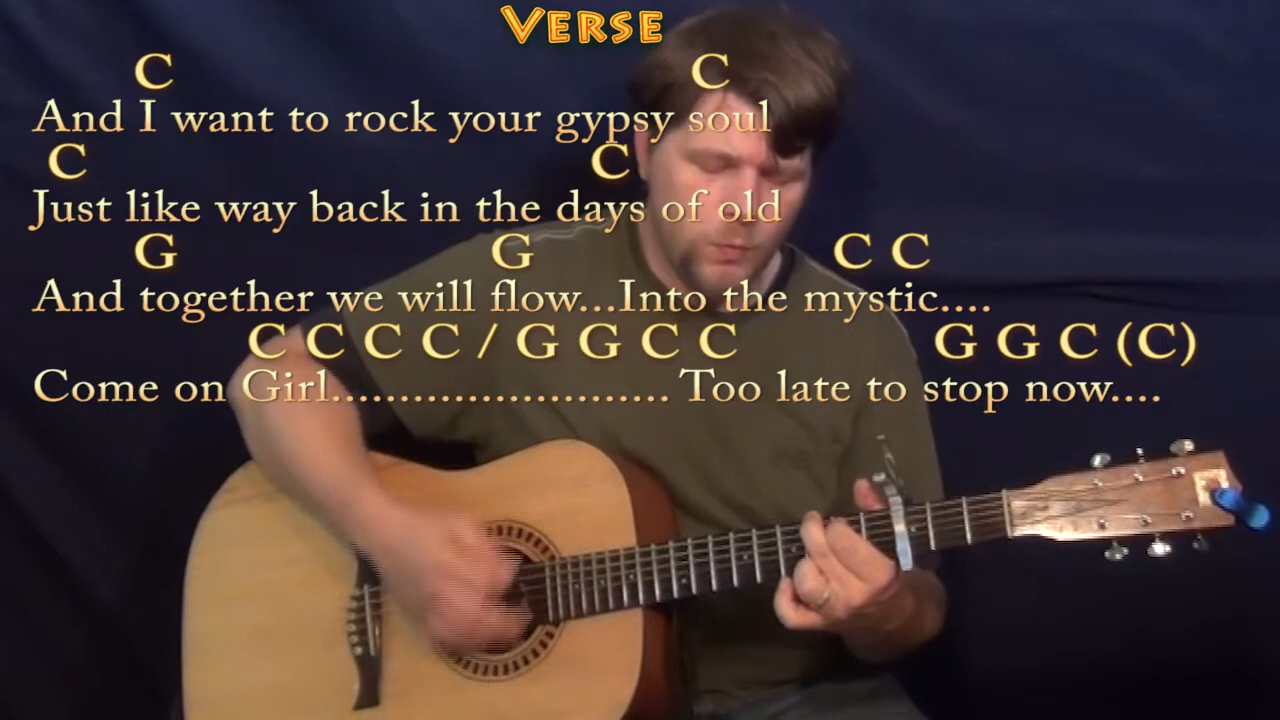 VERSE
C C
And I want to rock your gypsy soul
C C
Just like way back in the days of old
G G C C
And together we will flow...Into the mystic....
C C C C / G G C C G G C (C)
Come on Girl........................ Too late to stop now....